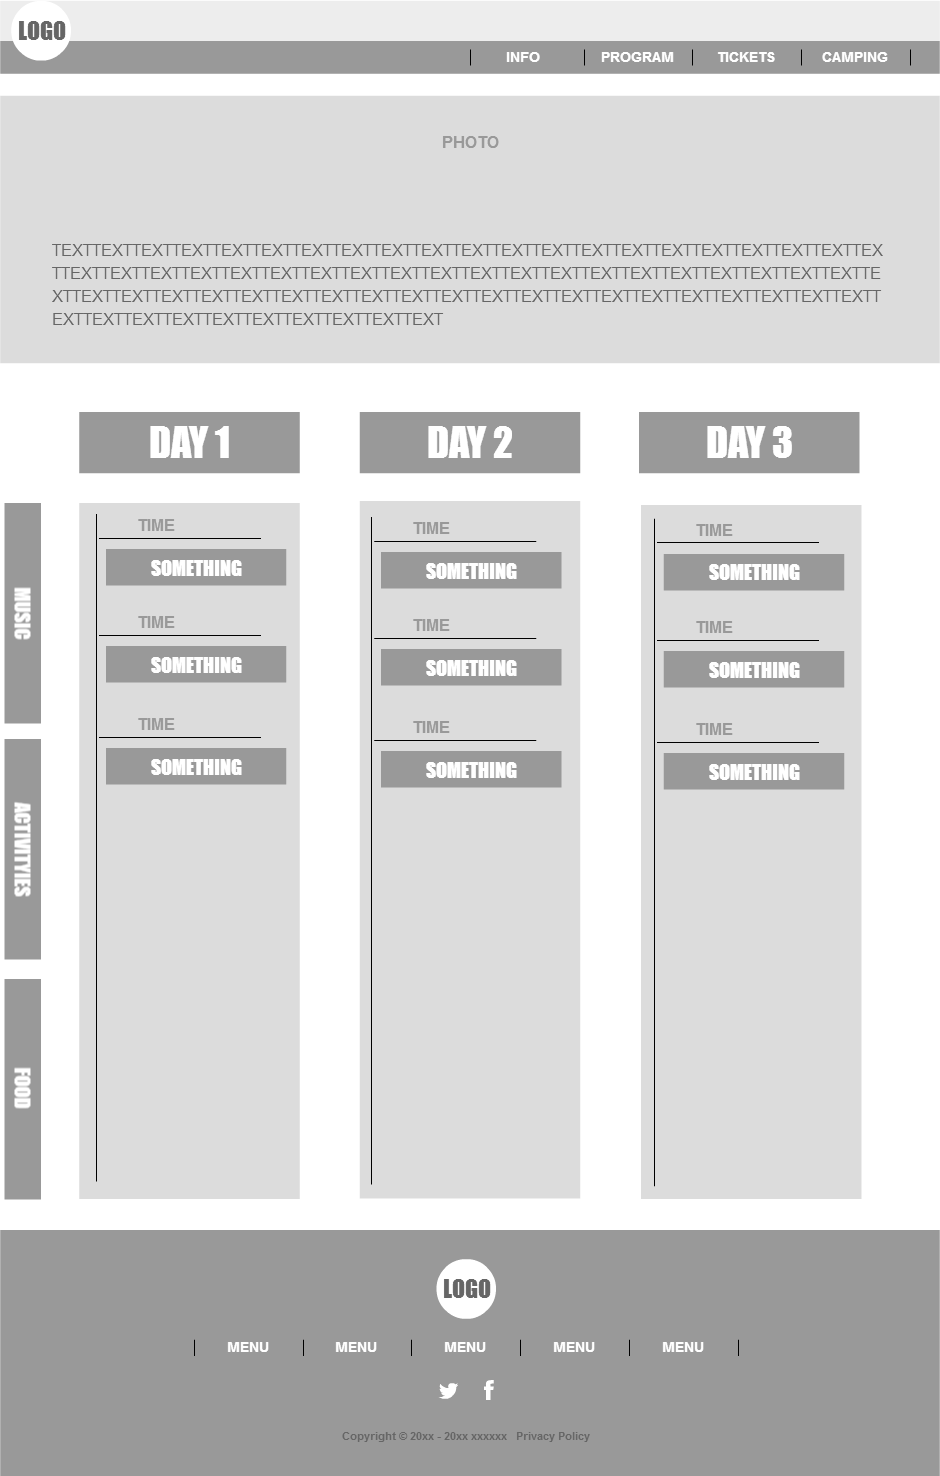 LOGO
INFO PROGRAM TICKETS CAMPING
PHOTO
TEXTTEXTTEXTTEXTTEXTTEXTTEXTTEXTTEXTTEXTTEXTTEXTTEXTTEXTTEXTTEXTTEXTTEXTTEXTTEXTTEX
TTEXTTEXTTEXTTEXTTEXTTEXTTEXTTEXTTEXTTEXTTEXTTEXTTEXTTEXTTEXTTEXTTEXTTEXTTEXTTEXTTE
XTTEXTTEXTTEXTTEXTTEXTTEXTTEXTTEXTTEXTTEXTTEXTTEXTTEXTTEXTTEXTTEXTTEXTTEXTTEXTTEXTT
EXTTEXTTEXTTEXTTEXTTEXTTEXTTEXTTEXTTEXT
DAY 1
DAY 2
DAY 3
MUSIC
ACTIVITYIES
FOOD
TIME
SOMETHING
TIME
SOMETHING
TIME
SOMETHING
TIME
SOMETHING
TIME
SOMETHING
TIME
SOMETHING
TIME
SOMETHING
TIME
SOMETHING
TIME
SOMETHING
LOGO
MENU MENU MENU MENU MENU
Copyright © 20xx - 20xx xxxxxx Privacy Policy